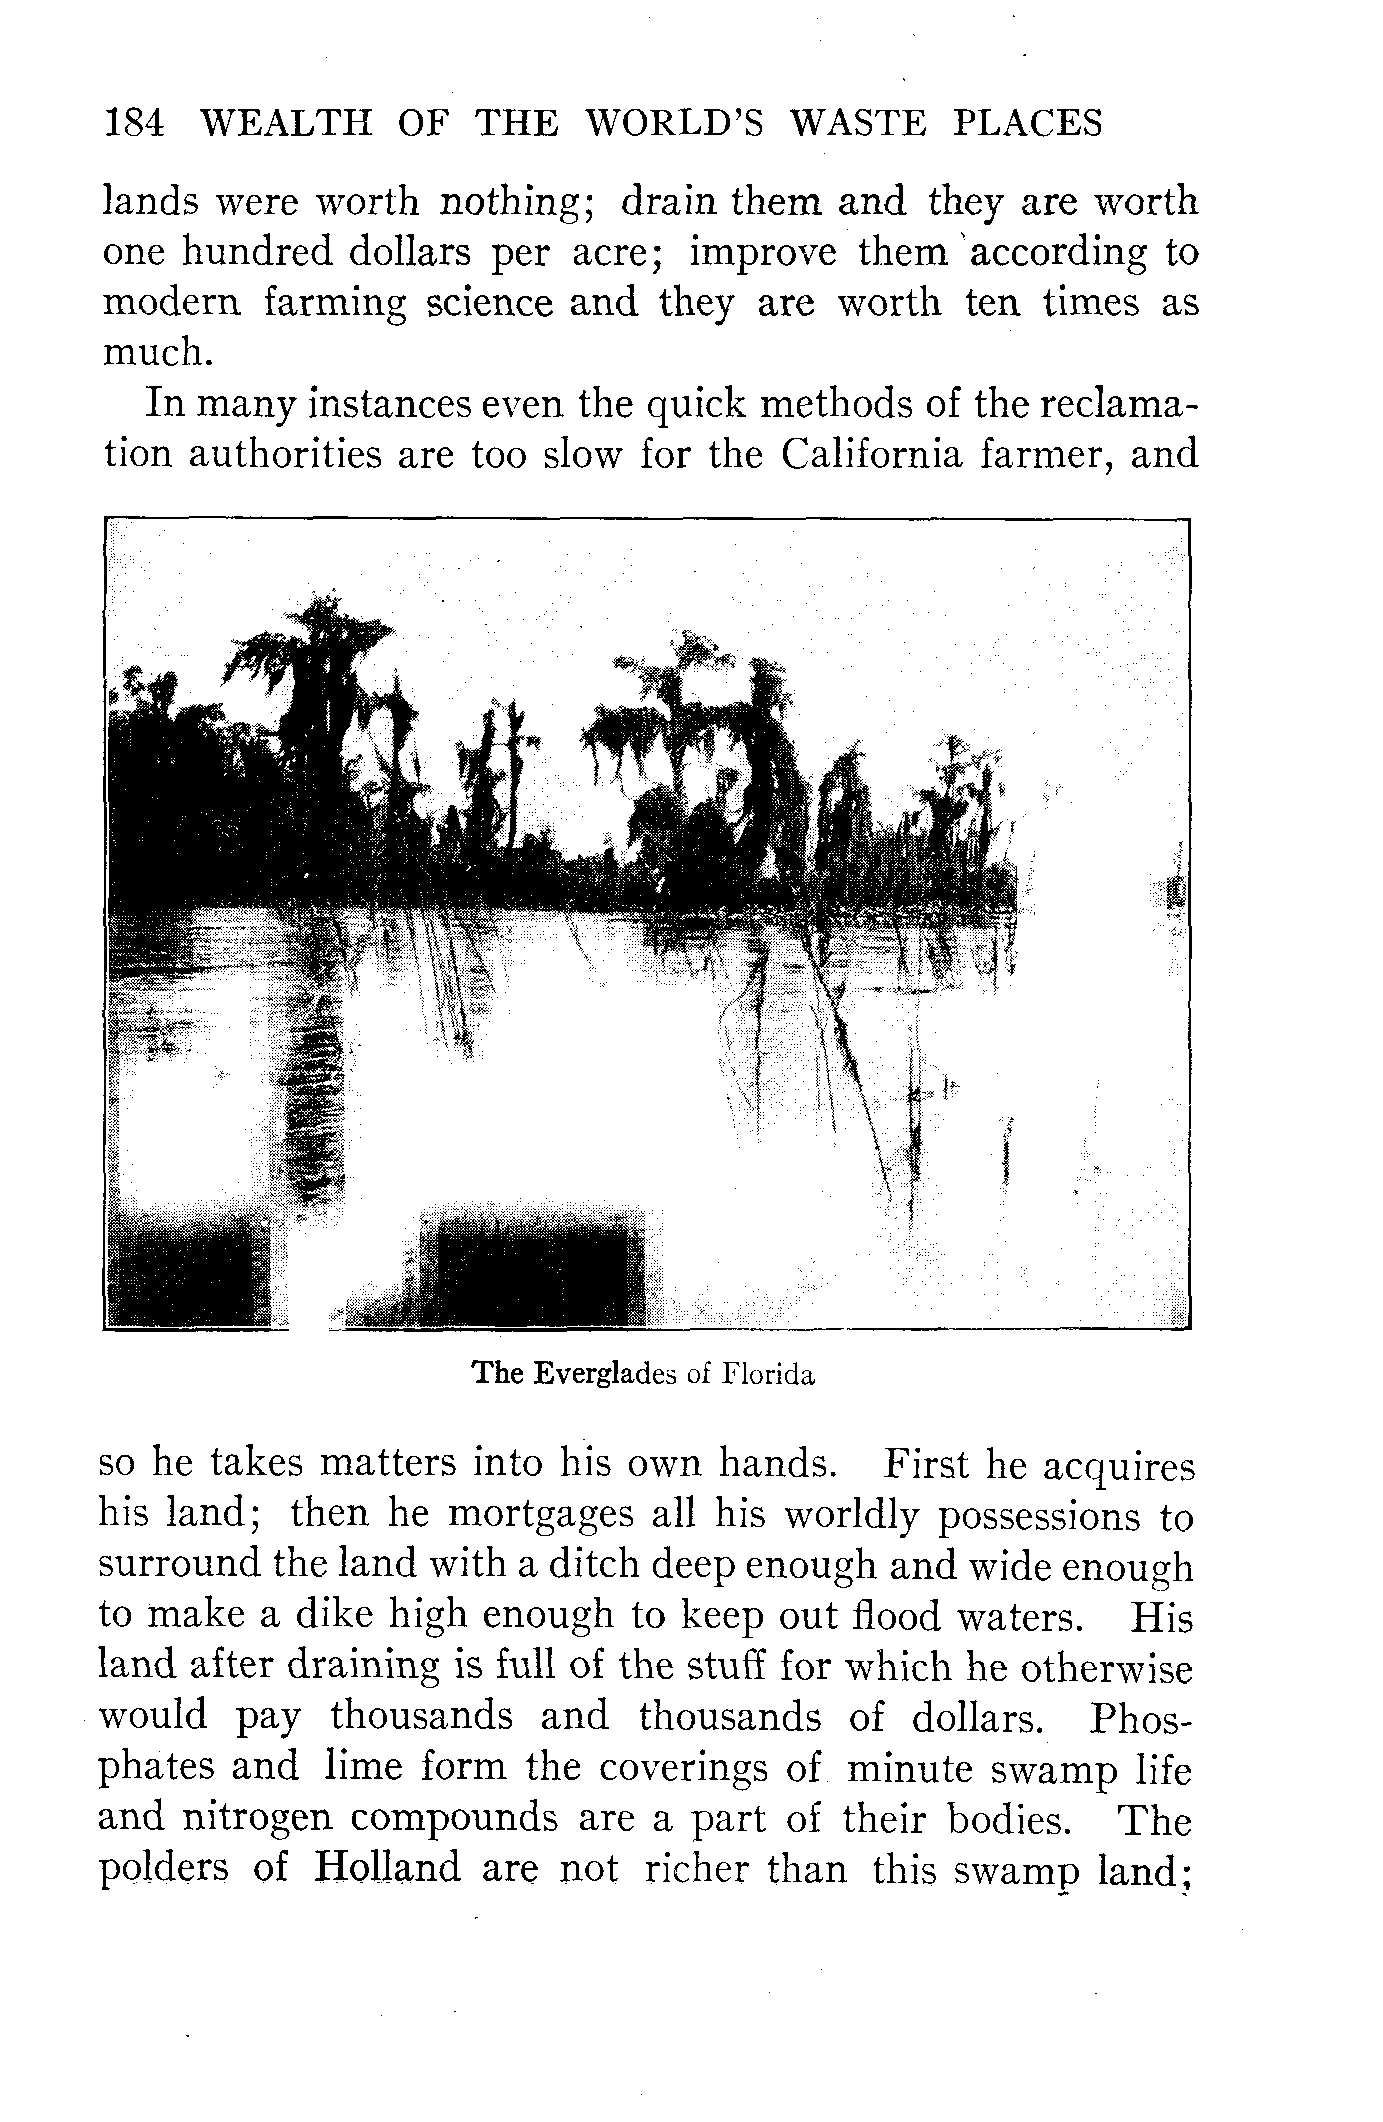 184 WEALTH OF THE WORLD'S WASTE PLACES
lands were worth nothing; drain them and they are worth
one hundred dollars per acre; improve them according to
modern farming science and they are worth ten times as
much.
In many instances even the quick methods of the reclama-
tion authorities are too slow for the California farmer, and
The Everglades of Florida
so he takes matters into his own hands. First he acquires
his land; then he mortgages all his worldly possessions to
surround the land with a ditch deep enough and wide enough
to make a dike high enough to keep out flood waters. His
land after draining is full of the stuff for which he otherwise
would pay thousands and thousands of dollars. Phos-
phates and lime form the coverings of minute swamp life
and nitrogen compounds are a part of their bodies. The
polders of Holland are not richer than this swamp land;